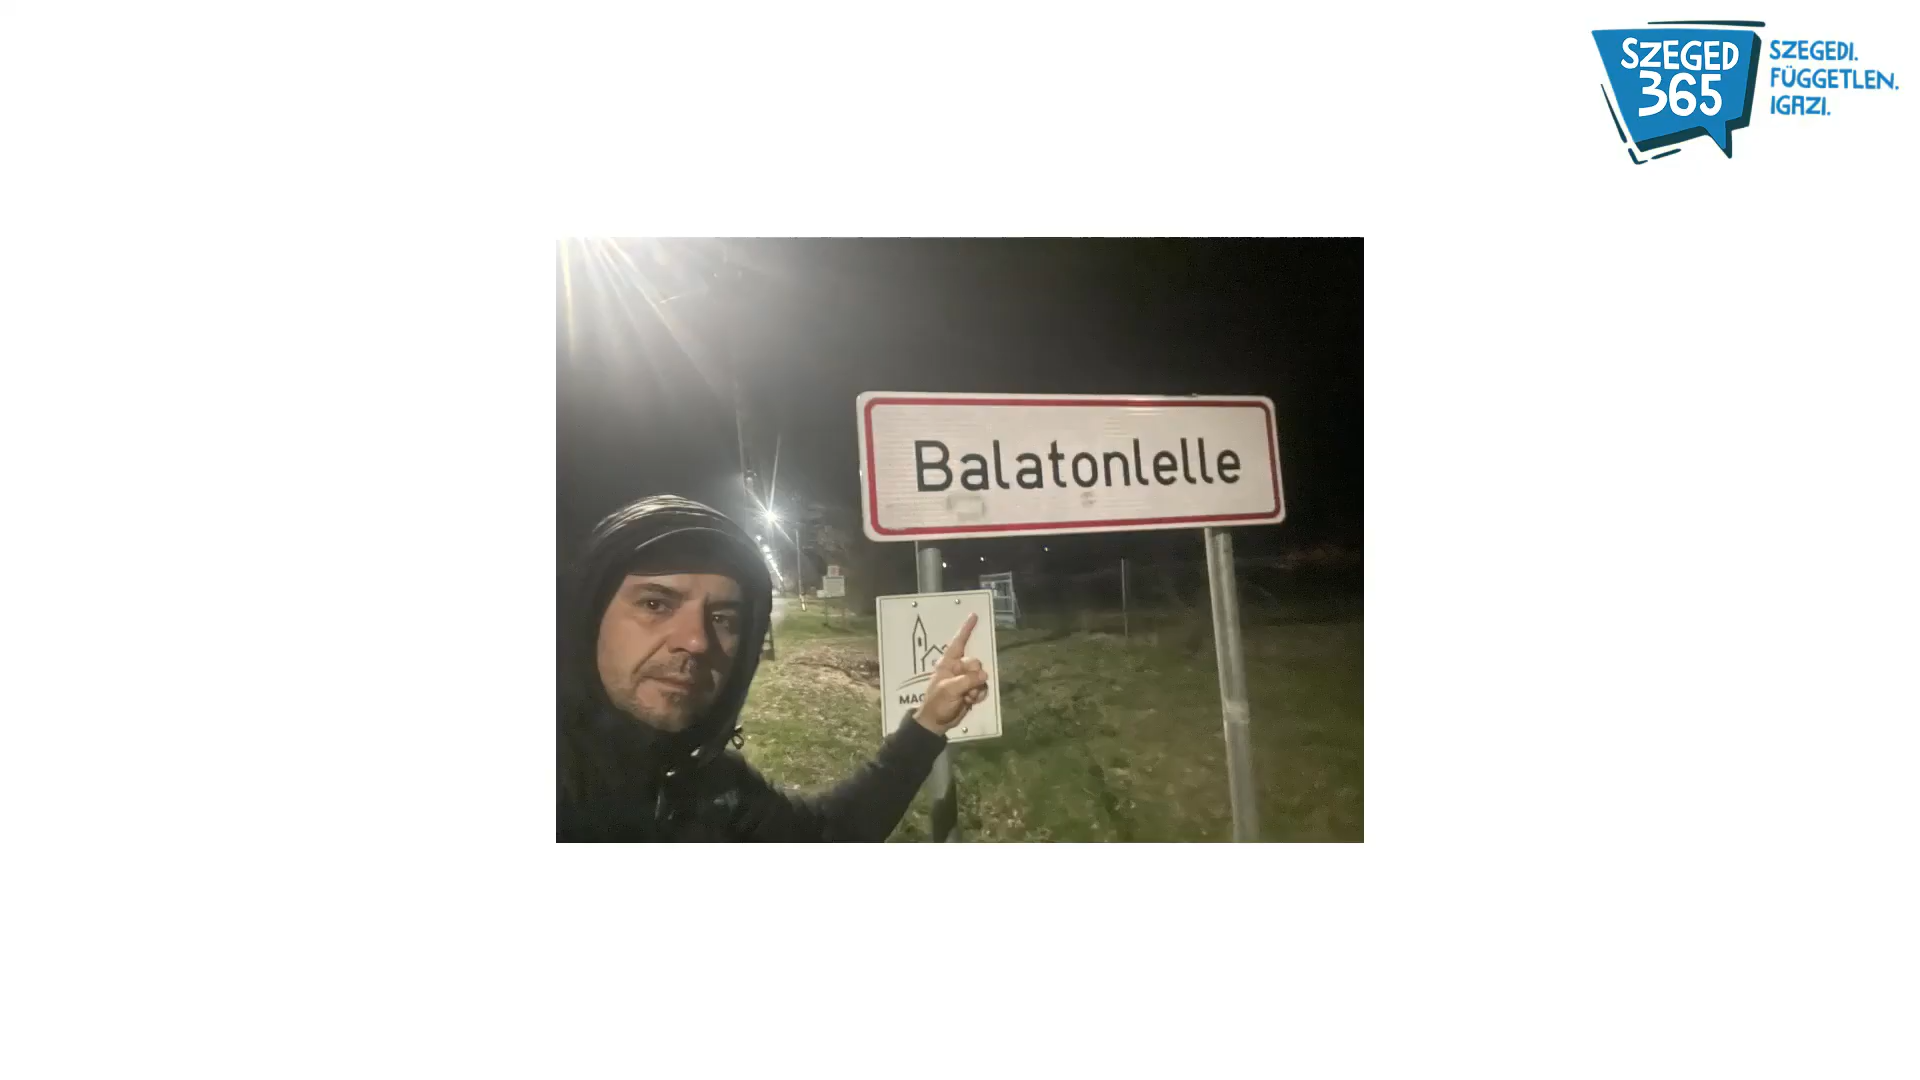 SZEGED
365
SZEGEDI.
FÜGGETLEN.
IGAZI.
Balatonlelle